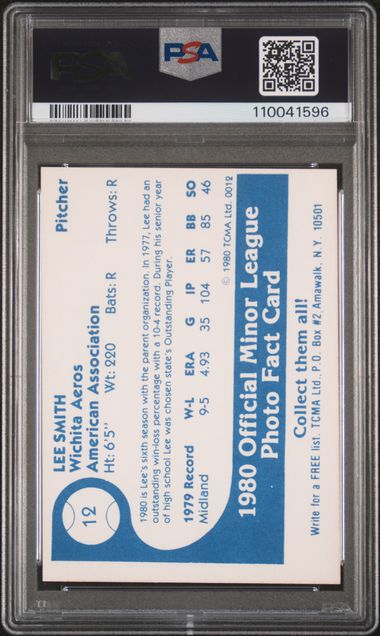 PSA
PSA
110041596
12
LEE SMITH
Wichita Aeros
American Association
Pitcher
Ht: 6'5" Wt: 220 Bats: R Throws: R
1980 is Lee's sixth season with the parent organization. In 1977, Lee had an
outstanding win-loss percentage with a 10-4 record. During his senior year
of high school Lee was chosen state's Outstanding Player.
1979 Record W-L ERA G IP ER BB SO
Midland 9-5 4.93 35 104 57 85 46
© 1980 TCMA Ltd. 0012
1980 Official Minor League
Photo Fact Card
Collect them all!
Write for a FREE list. TCMA Ltd., P.O. Box #2 Amawalk, N.Y. 10501